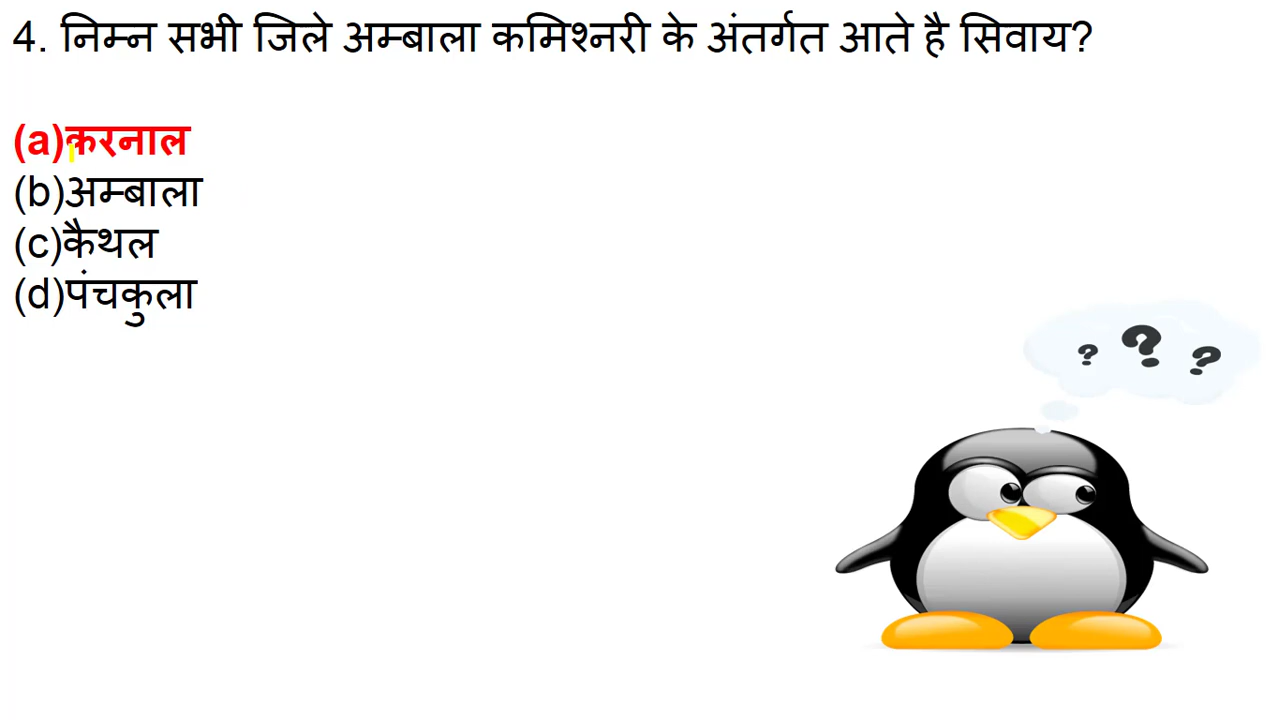 4. निम्न सभी जिले अम्बाला कमिश्नरी के अंतर्गत आते है सिवाय?
(a)करनाल
(b)अम्बाला
(c)कैथल
(d)पंचकुला
? ? ?